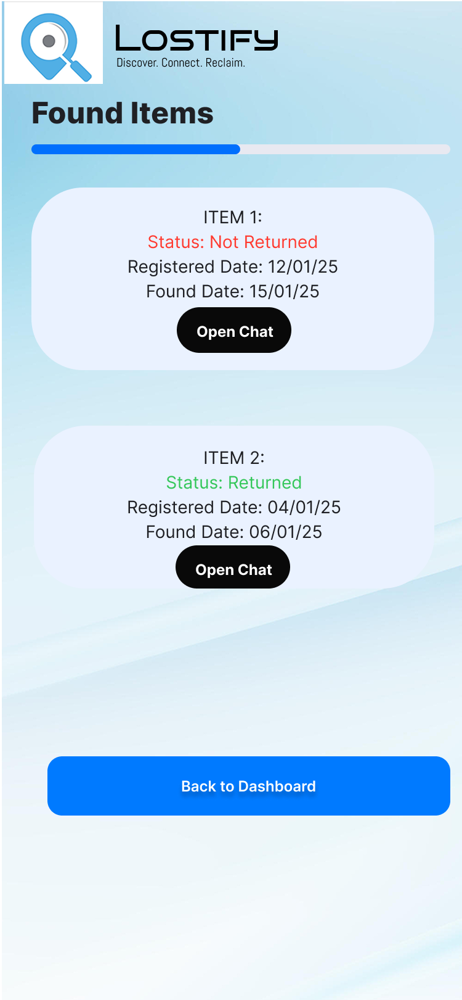 LOSTIFY
Discover. Connect. Reclaim.
Found Items
ITEM 1:
Status: Not Returned
Registered Date: 12/01/25
Found Date: 15/01/25
Open Chat
ITEM 2:
Status: Returned
Registered Date: 04/01/25
Found Date: 06/01/25
Open Chat
Back to Dashboard